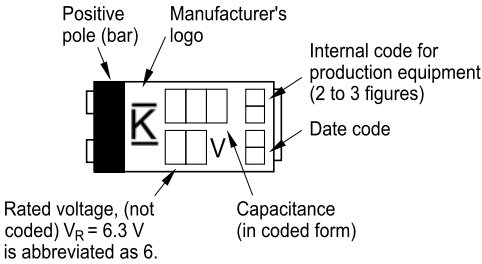 Positive
pole (bar)
Manufacturer's
logo
Internal code for
production equipment
(2 to 3 figures)
Date code
K
V
Rated voltage, (not
coded) VR = 6.3 V
is abbreviated as 6.
Capacitance
(in coded form)